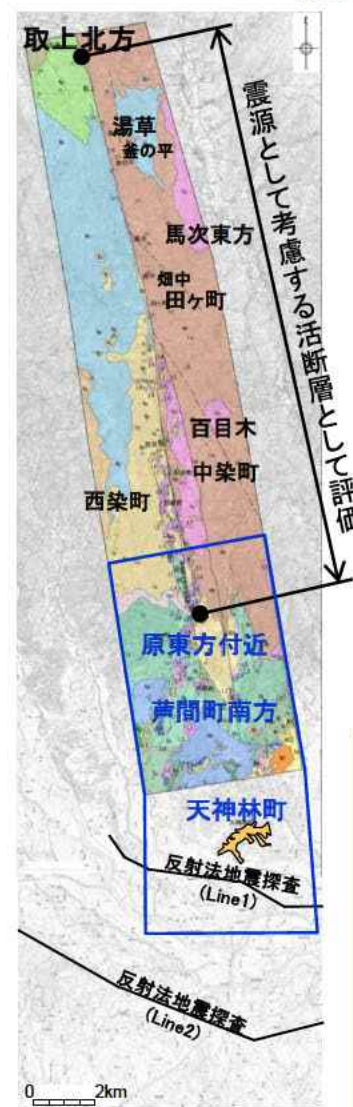 取上北方
湯草
釜の平
馬次東方
畑中
田ヶ町
百目木
中染町
西染町
震源として考慮する活断層として評価
原東方付近
芦間町南方
天神林町
反射法地震探査
(Line1)
反射法地震探査
(Line2)
0 2km